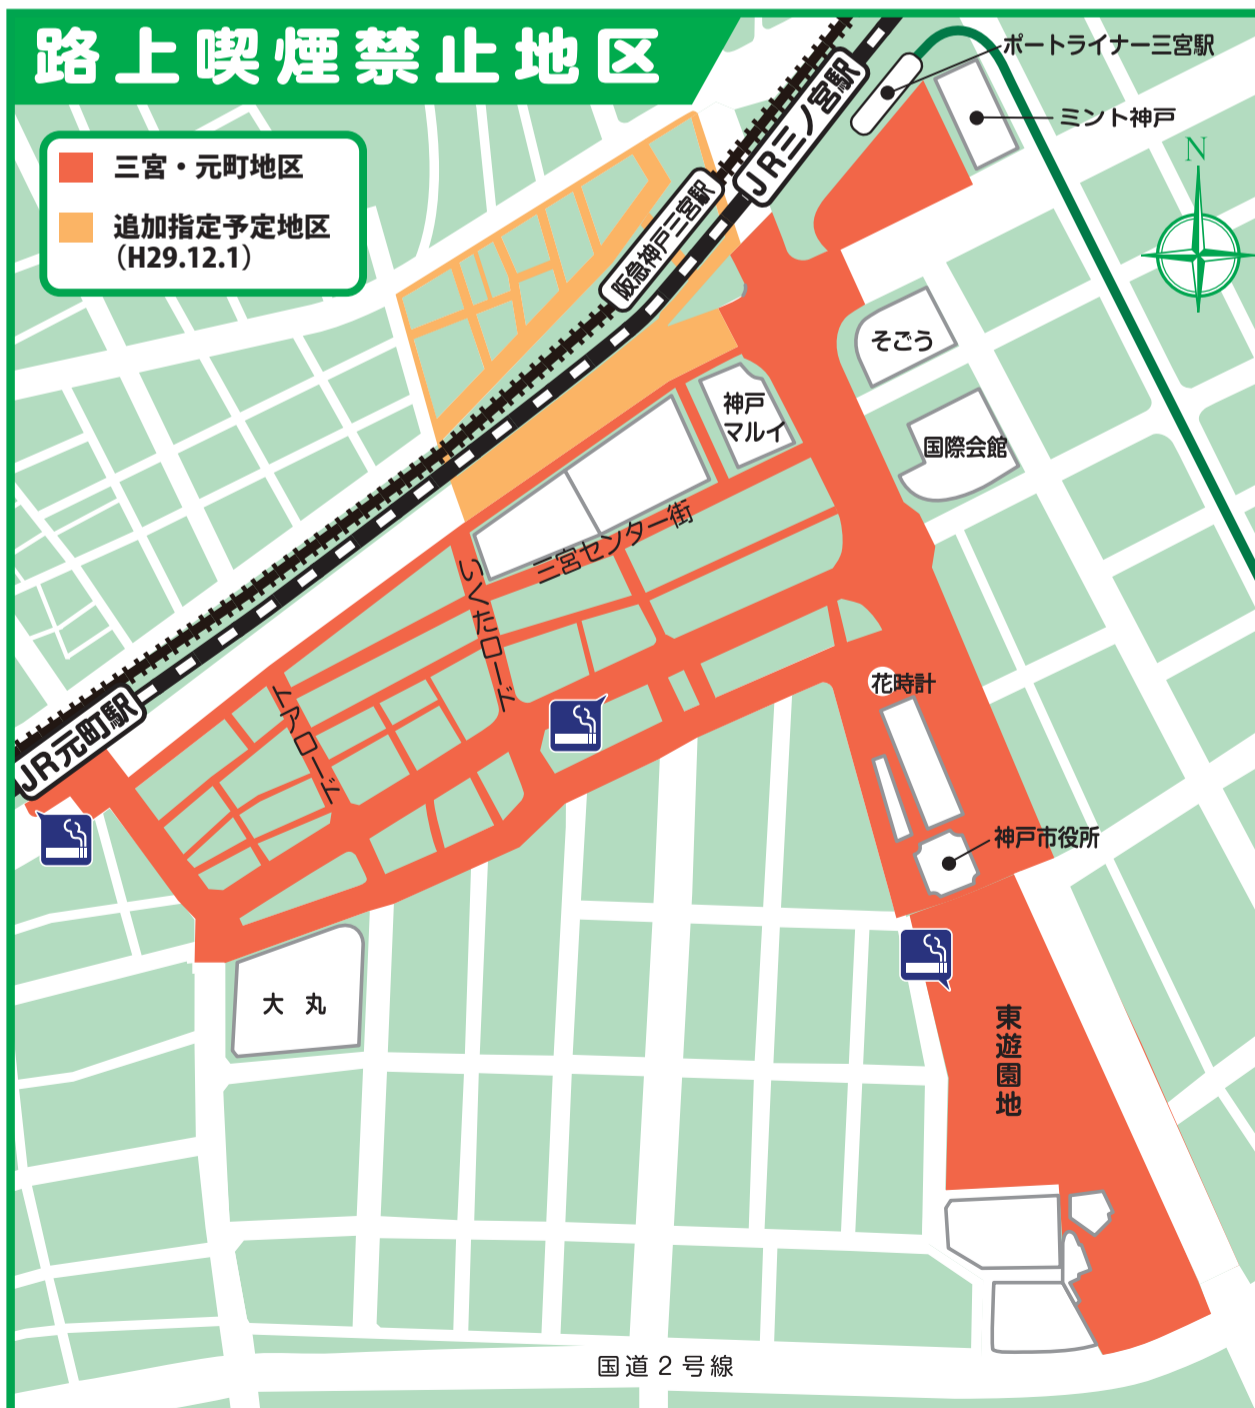 路上喫煙禁止地区
三宮・元町地区
追加指定予定地区
(H29.12.1)
ポートライナー三宮駅
ミント神戸
N
JR三ノ宮駅
阪急神戸三宮駅
そごう
神戸
マルイ
国際会館
三宮センター街
いくたロード
トアロード
JR元町駅
花時計
神戸市役所
大丸
東遊園地
国道2号線